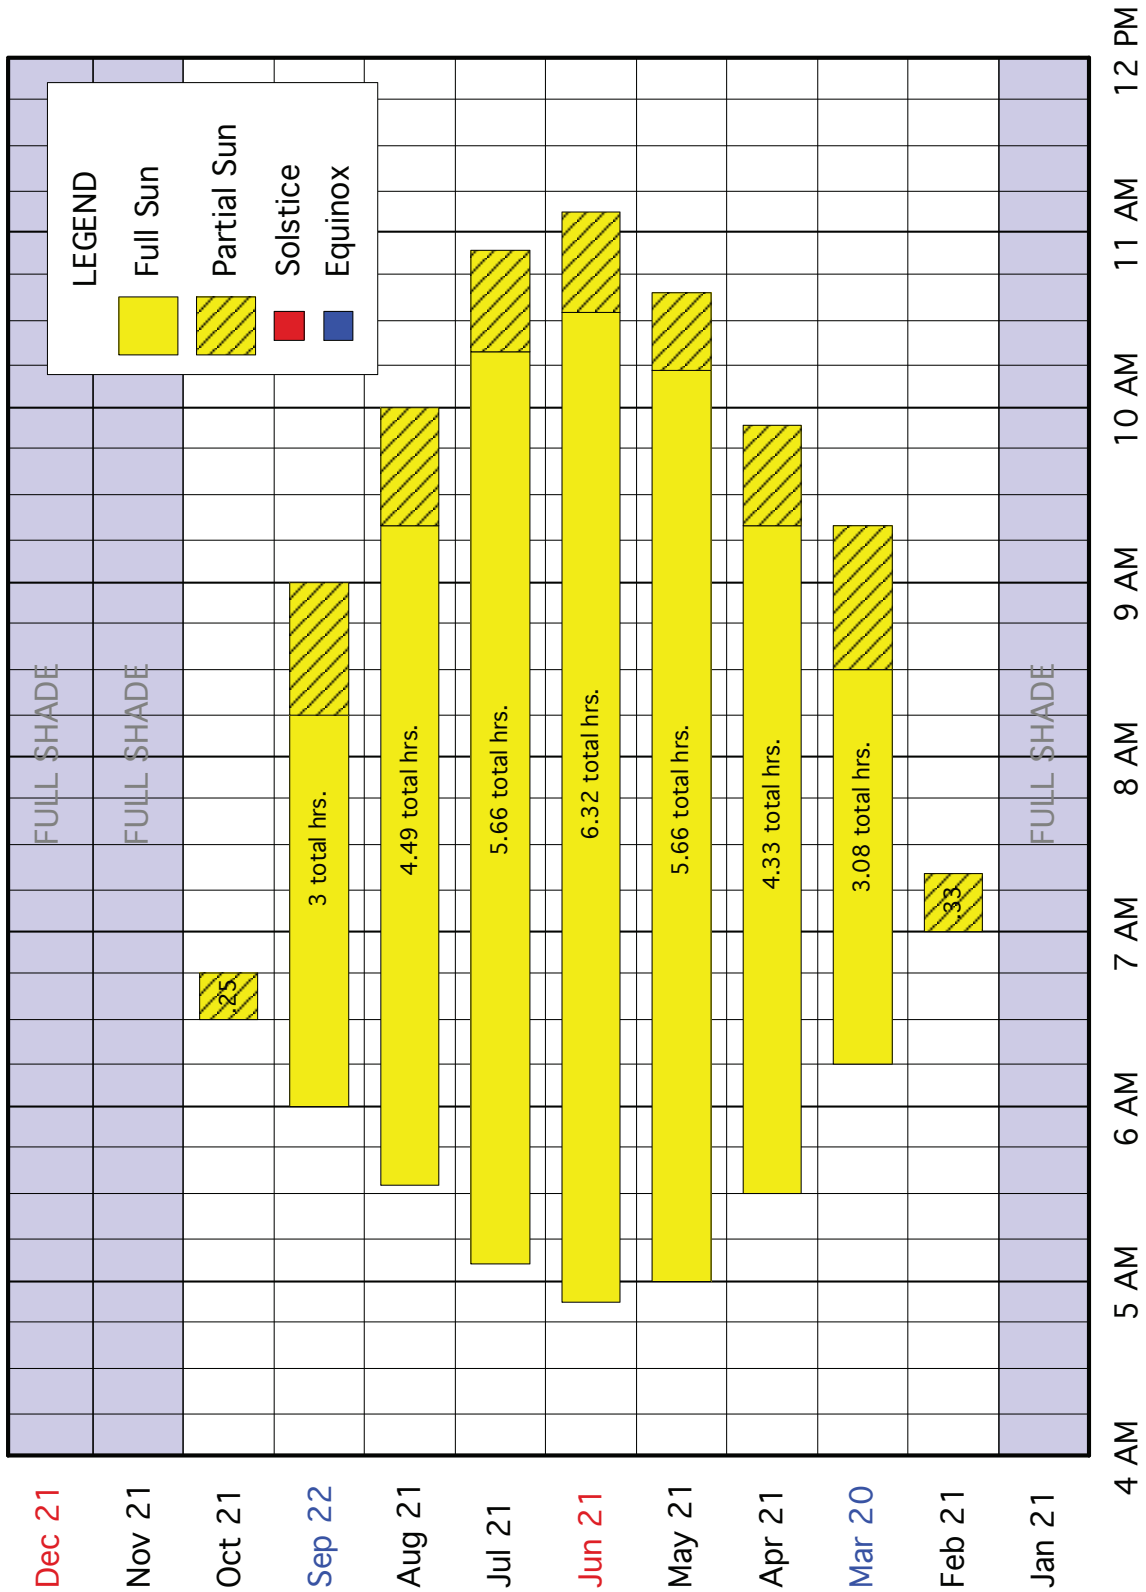 Dec 21
FULL SHADE
Nov 21
FULL SHADE
Oct 21
.25
Sep 22
3 total hrs.
Aug 21
4.49 total hrs.
Jul 21
5.66 total hrs.
Jun 21
6.32 total hrs.
May 21
5.66 total hrs.
Apr 21
4.33 total hrs.
Mar 20
3.08 total hrs.
Feb 21
.33
Jan 21
FULL SHADE
4 AM
5 AM
6 AM
7 AM
8 AM
9 AM
10 AM
11 AM
12 PM
LEGEND
Full Sun
Partial Sun
Solstice
Equinox